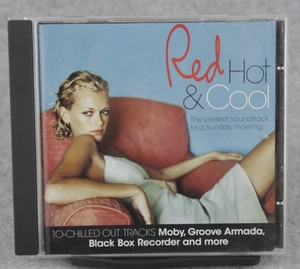 Red Hot
& Cool
The perfect soundtrack
to a Sunday morning
10-CHILLED OUT TRACKS Moby, Groove Armada,
Black Box Recorder and more